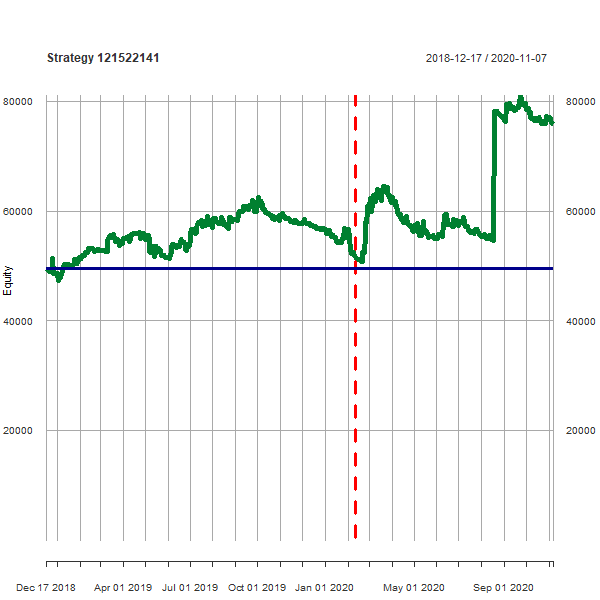 Strategy 121522141
2018-12-17 / 2020-11-07
80000
80000
60000
60000
Equity
40000
40000
20000
20000
Dec 17 2018
Apr 01 2019
Jul 01 2019
Oct 01 2019
Jan 01 2020
May 01 2020
Sep 01 2020